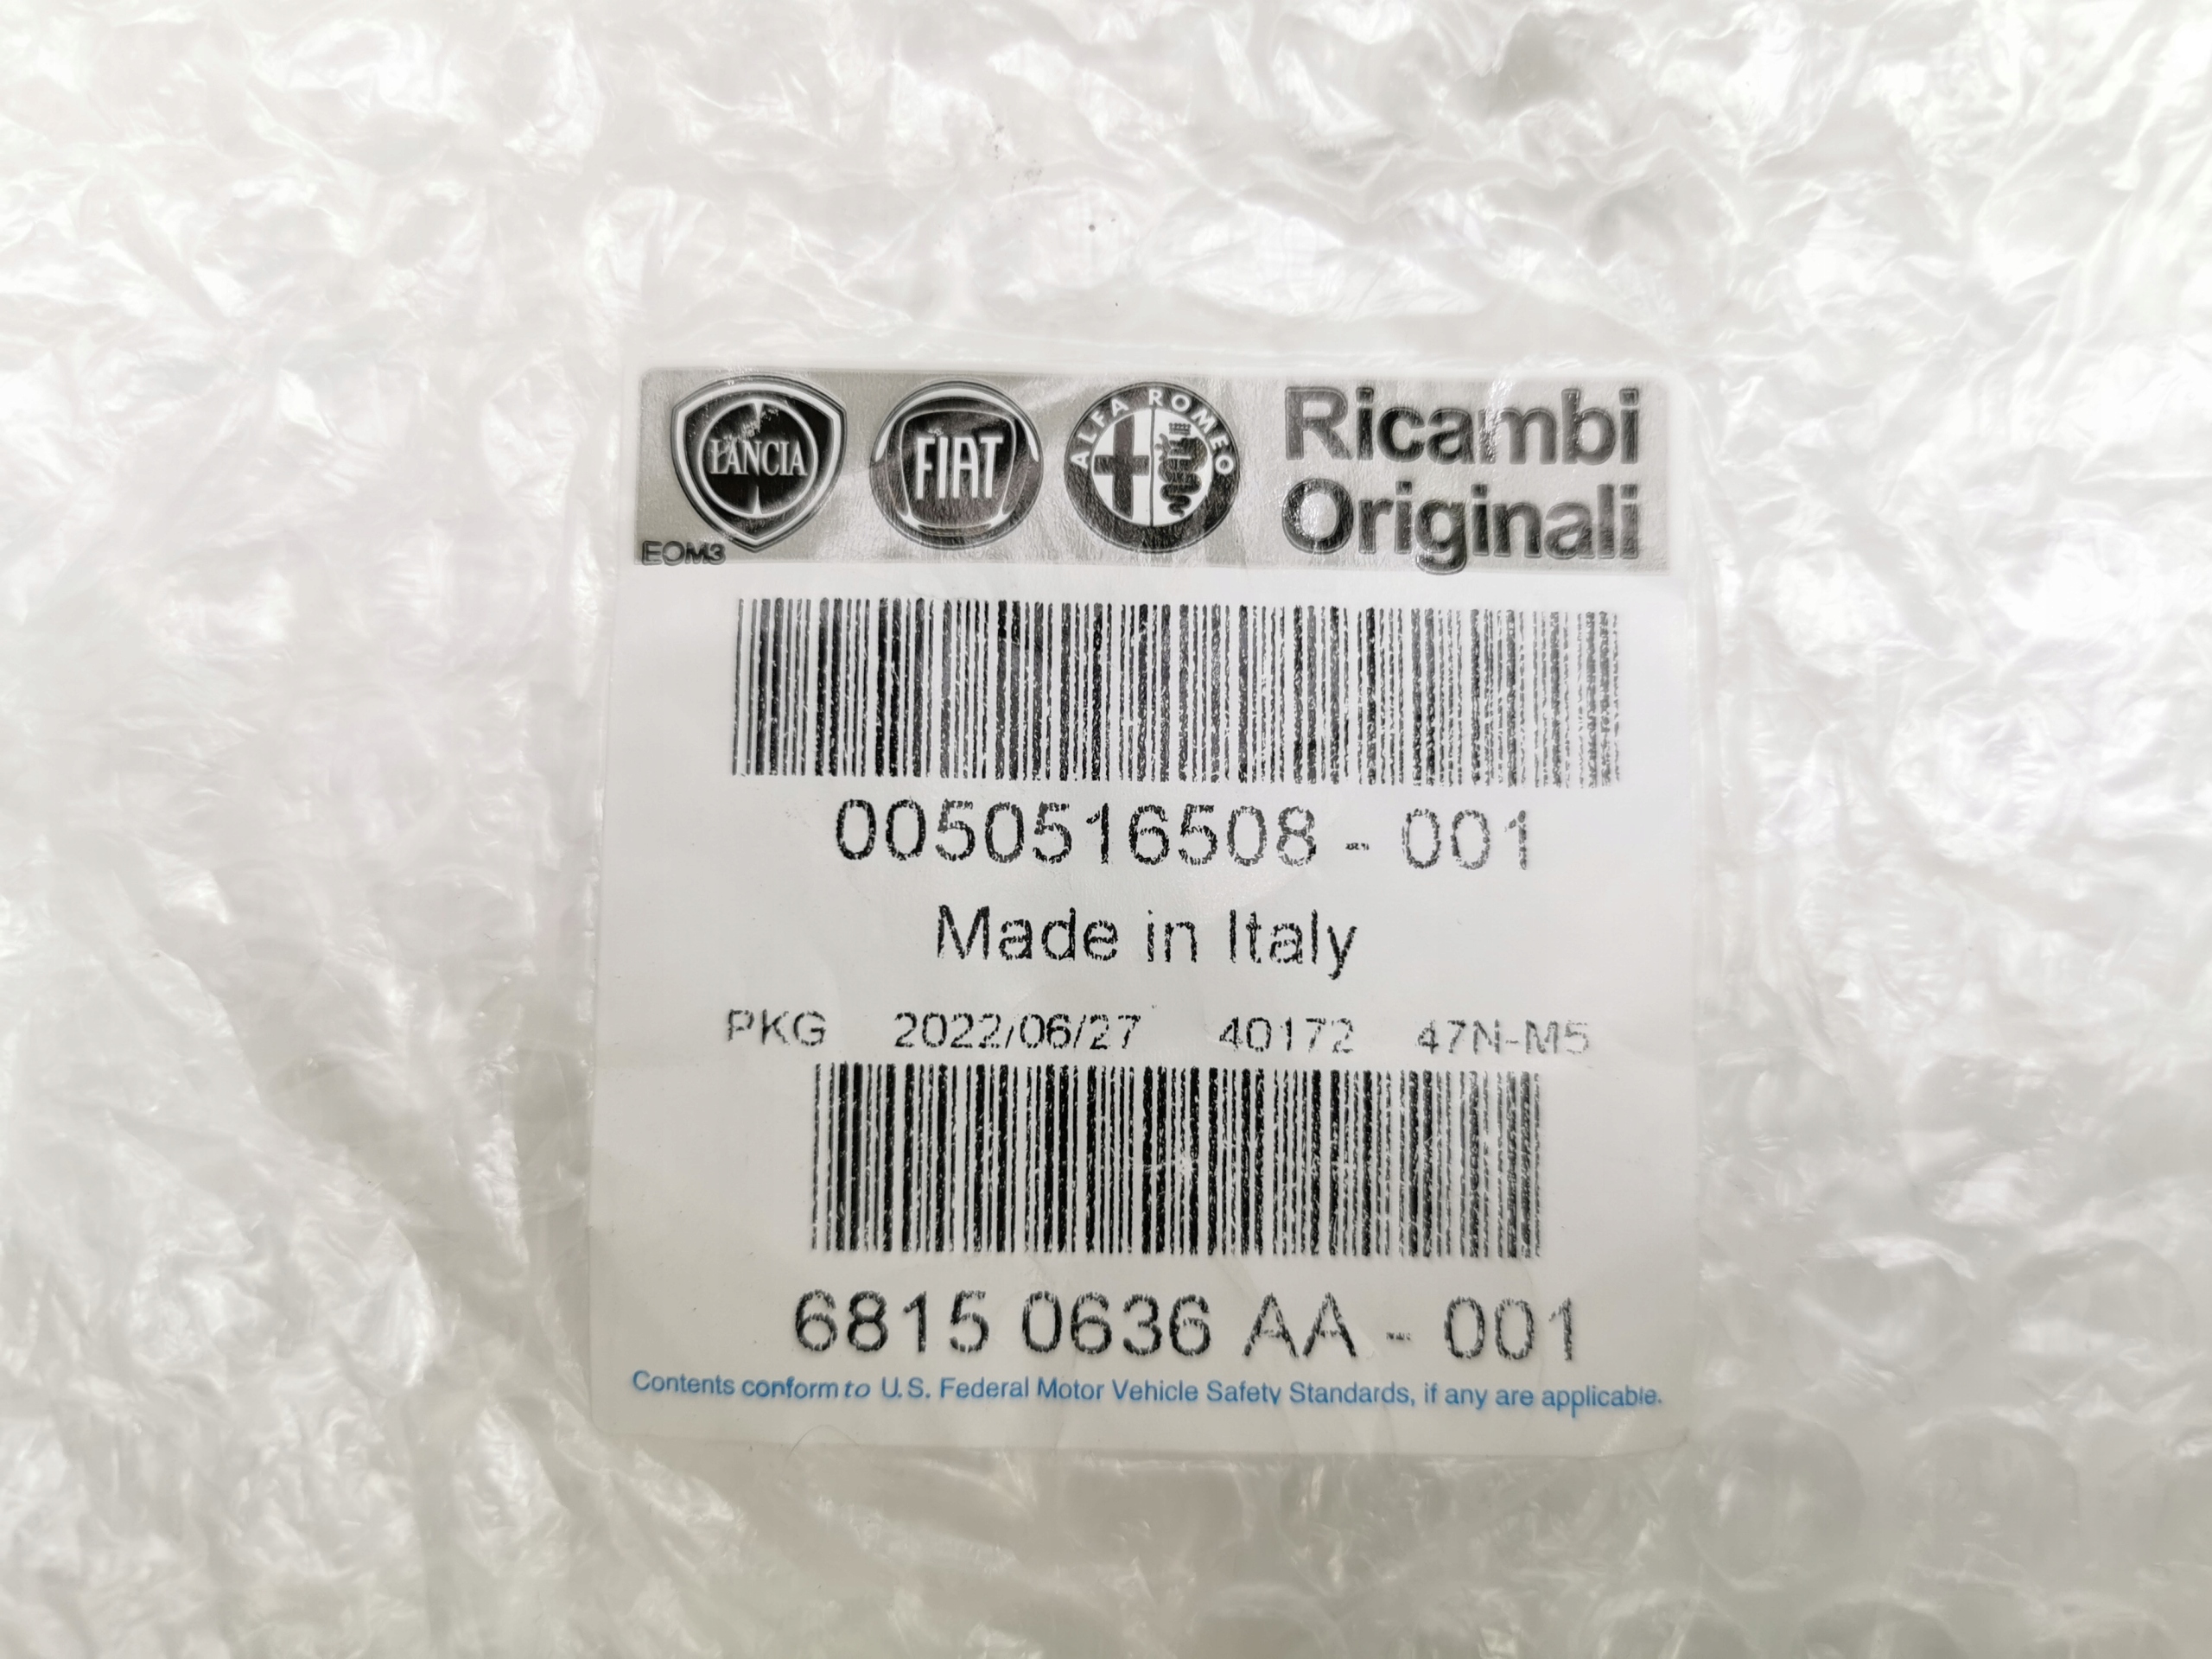 LANCIA FIAT ALFA ROMEO Ricambi
Originali
EOM3
0050516508 - 001
Made in Italy
PKG 2022/06/27 40172 47N-M5
6815 0636 AA - 001
Contents conform to U.S. Federal Motor Vehicle Safety Standards, if any are applicable.